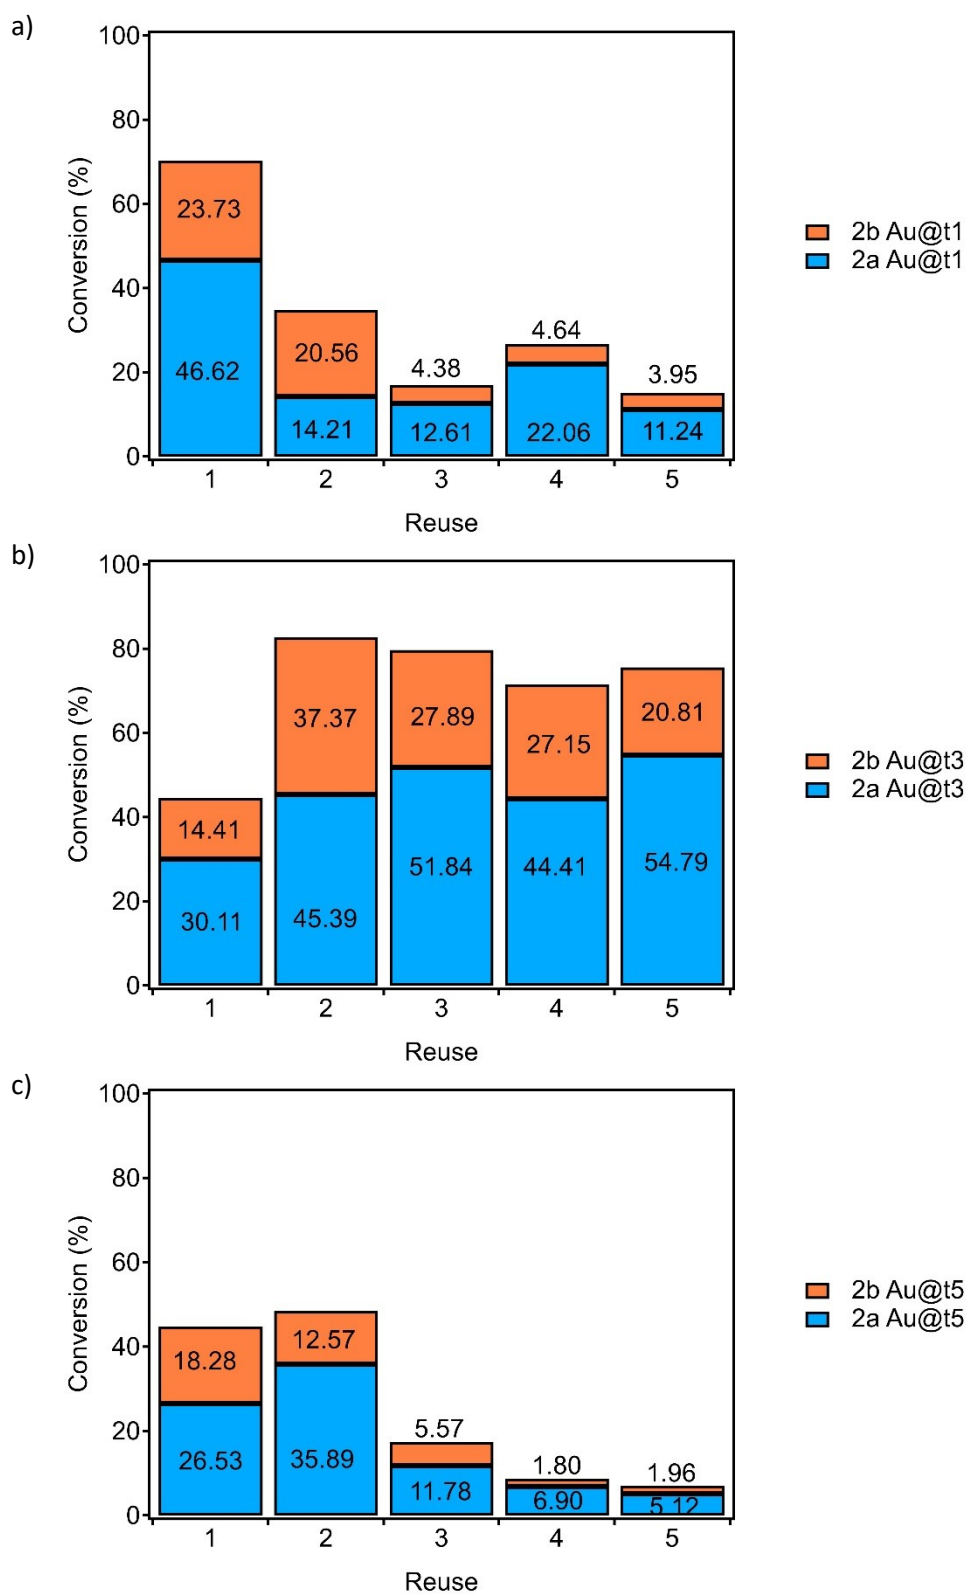 a)
100
80
60
40
20
0
Conversion (%)
23.73
46.62
20.56
14.21
4.38
12.61
4.64
22.06
3.95
11.24
1 2 3 4 5
Reuse
2b Au@t1
2a Au@t1
b)
100
80
60
40
20
0
Conversion (%)
14.41
30.11
37.37
45.39
27.89
51.84
27.15
44.41
20.81
54.79
1 2 3 4 5
Reuse
2b Au@t3
2a Au@t3
c)
100
80
60
40
20
0
Conversion (%)
18.28
26.53
12.57
35.89
5.57
11.78
1.80
6.90
1.96
5.12
1 2 3 4 5
Reuse
2b Au@t5
2a Au@t5